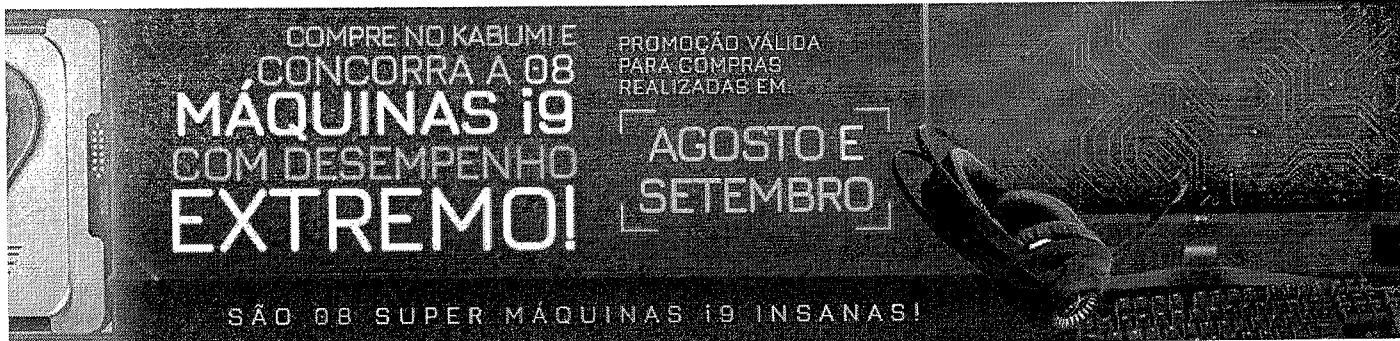 COMPRE NO KABUM! E
CONCORRA A 08
MÁQUINAS i9
COM DESEMPENHO
EXTREMO!
PROMOÇÃO VÁLIDA
PARA COMPRAS
REALIZADAS EM:
AGOSTO E
SETEMBRO
SÃO 08 SUPER MÁQUINAS i9 INSANAS!